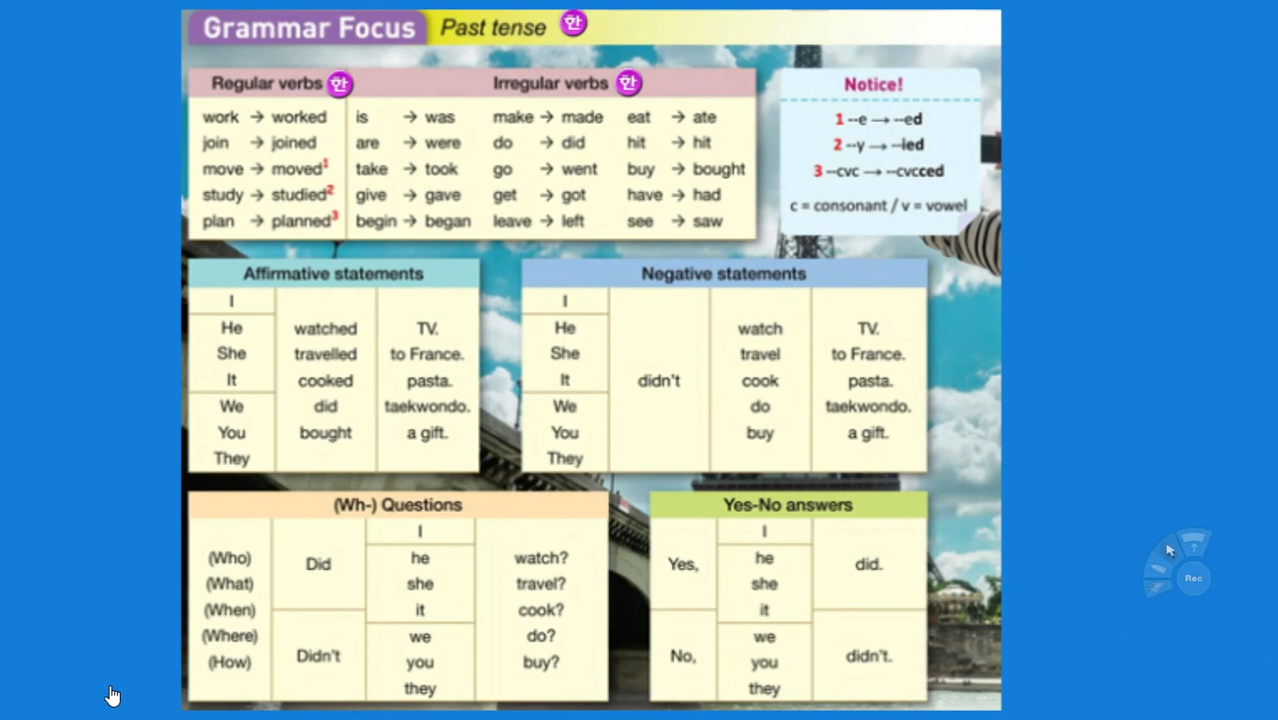 Grammar Focus Past tense 한
Regular verbs 한 Irregular verbs 한
work → worked is → was make → made eat → ate
join → joined are → were do → did hit → hit
move → moved1 take → took go → went buy → bought
study → studied2 give → gave get → got have → had
plan → planned3 begin → began leave → left see → saw
Notice!
1 --e → --ed
2 --y → --ied
3 --cvc → --cvcced
c = consonant / v = vowel
Affirmative statements
I
He watched TV.
She travelled to France.
It cooked pasta.
We did taekwondo.
You bought a gift.
They
Negative statements
I
He watch TV.
She travel to France.
It didn't cook pasta.
We do taekwondo.
You buy a gift.
They
(Wh-) Questions
I
(Who) Did he watch?
(What) she travel?
(When) it cook?
(Where) we do?
(How) Didn't you buy?
they
Yes-No answers
I
Yes, he did.
she
it
we
No, you didn't.
they
Rec